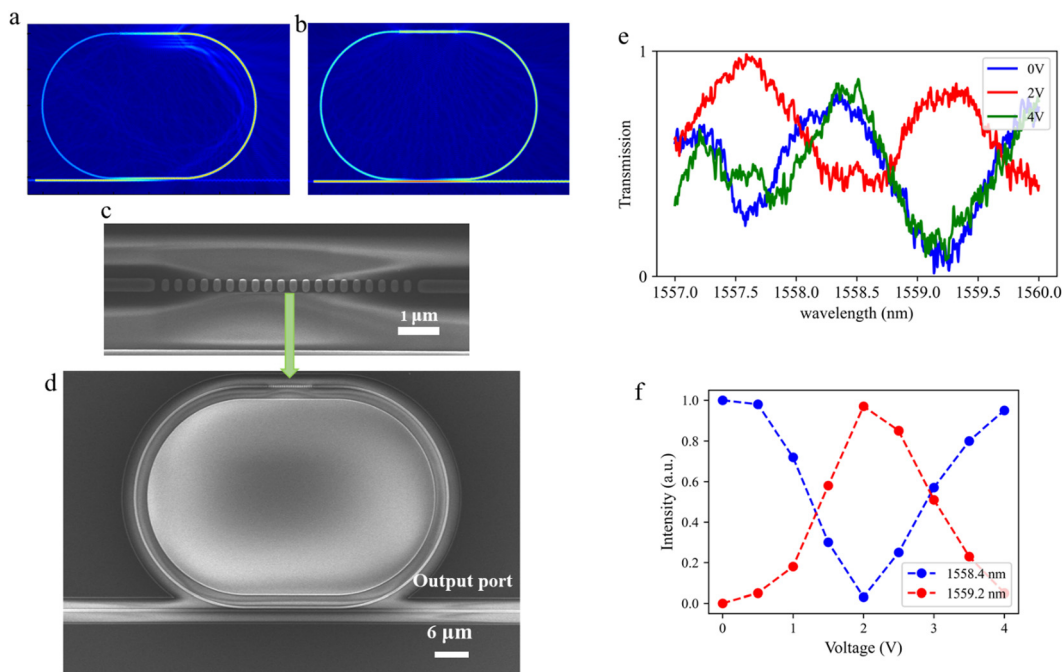 a
b
c
1 μm
d
Output port
6 μm
e
1
0V
2V
4V
Transmission
0
1557.0 1557.5 1558.0 1558.5 1559.0 1559.5 1560.0
wavelength (nm)
f
1.0
0.8
0.6
0.4
0.2
0.0
Intensity (a.u.)
1558.4 nm
1559.2 nm
0 1 2 3 4
Voltage (V)